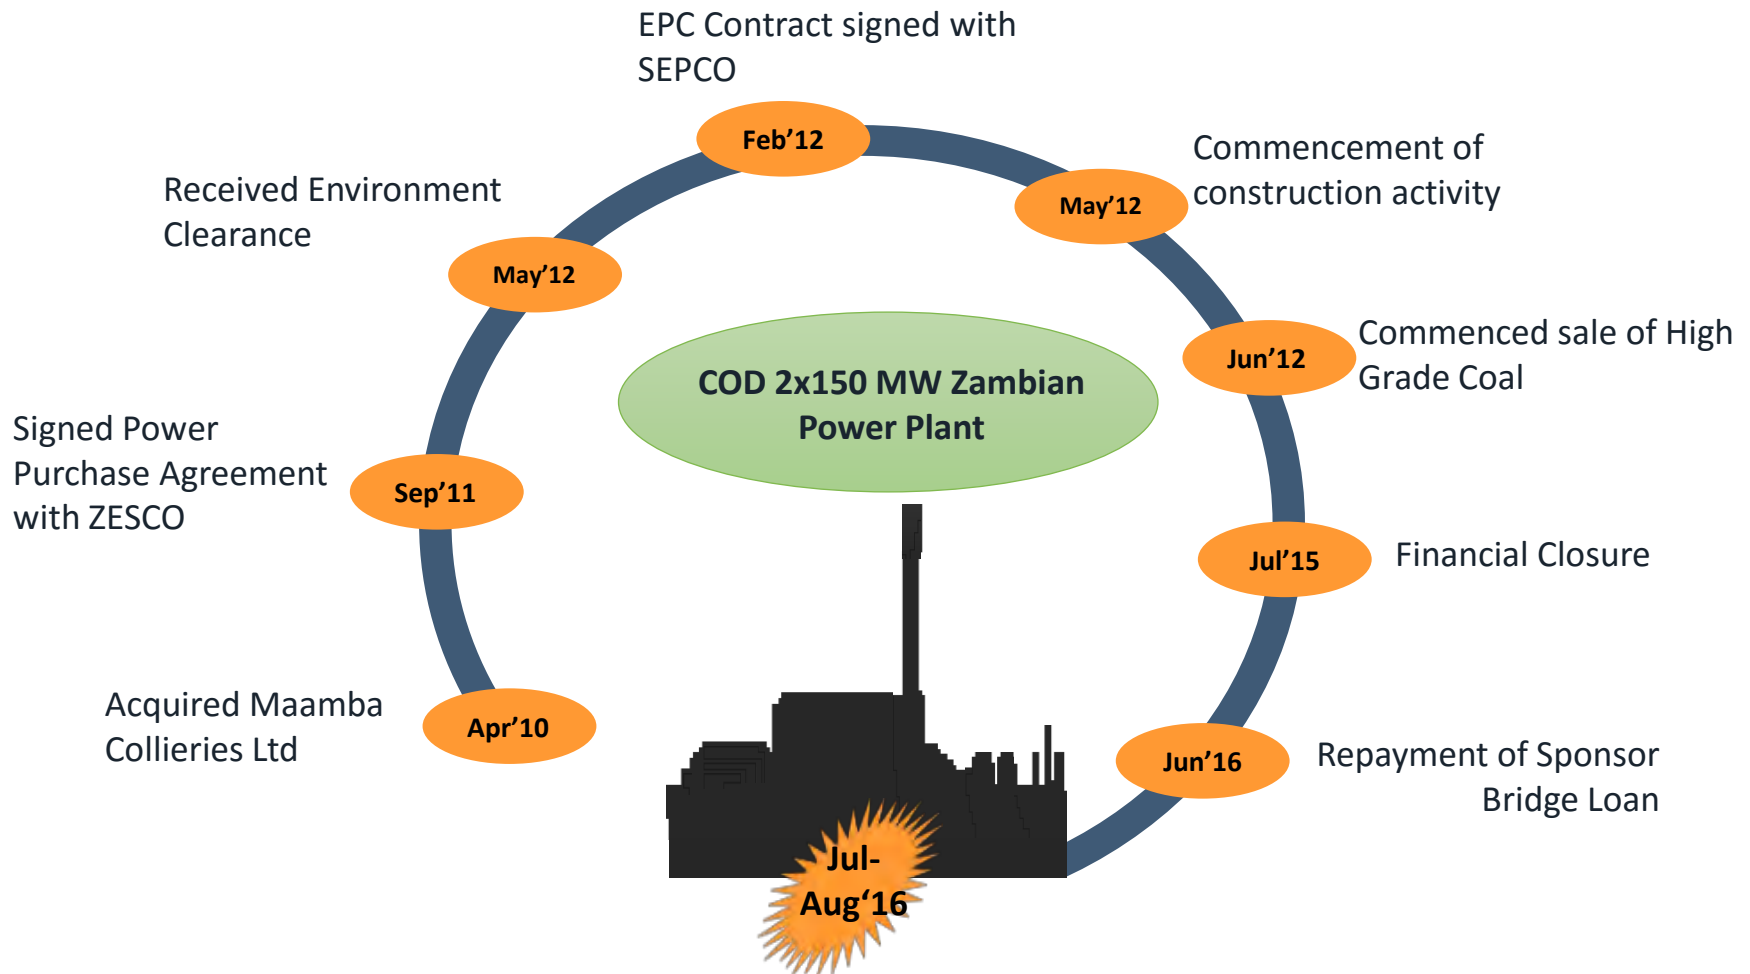 EPC Contract signed with
SEPCO
Feb’12
Commencement of
construction activity
May’12
Received Environment
Clearance
May’12
Commenced sale of High
Grade Coal
Jun’12
COD 2x150 MW Zambian
Power Plant
Signed Power
Purchase Agreement
with ZESCO
Sep’11
Jul’15
Financial Closure
Acquired Maamba
Collieries Ltd
Apr’10
Jun’16
Repayment of Sponsor
Bridge Loan
Jul-
Aug‘16